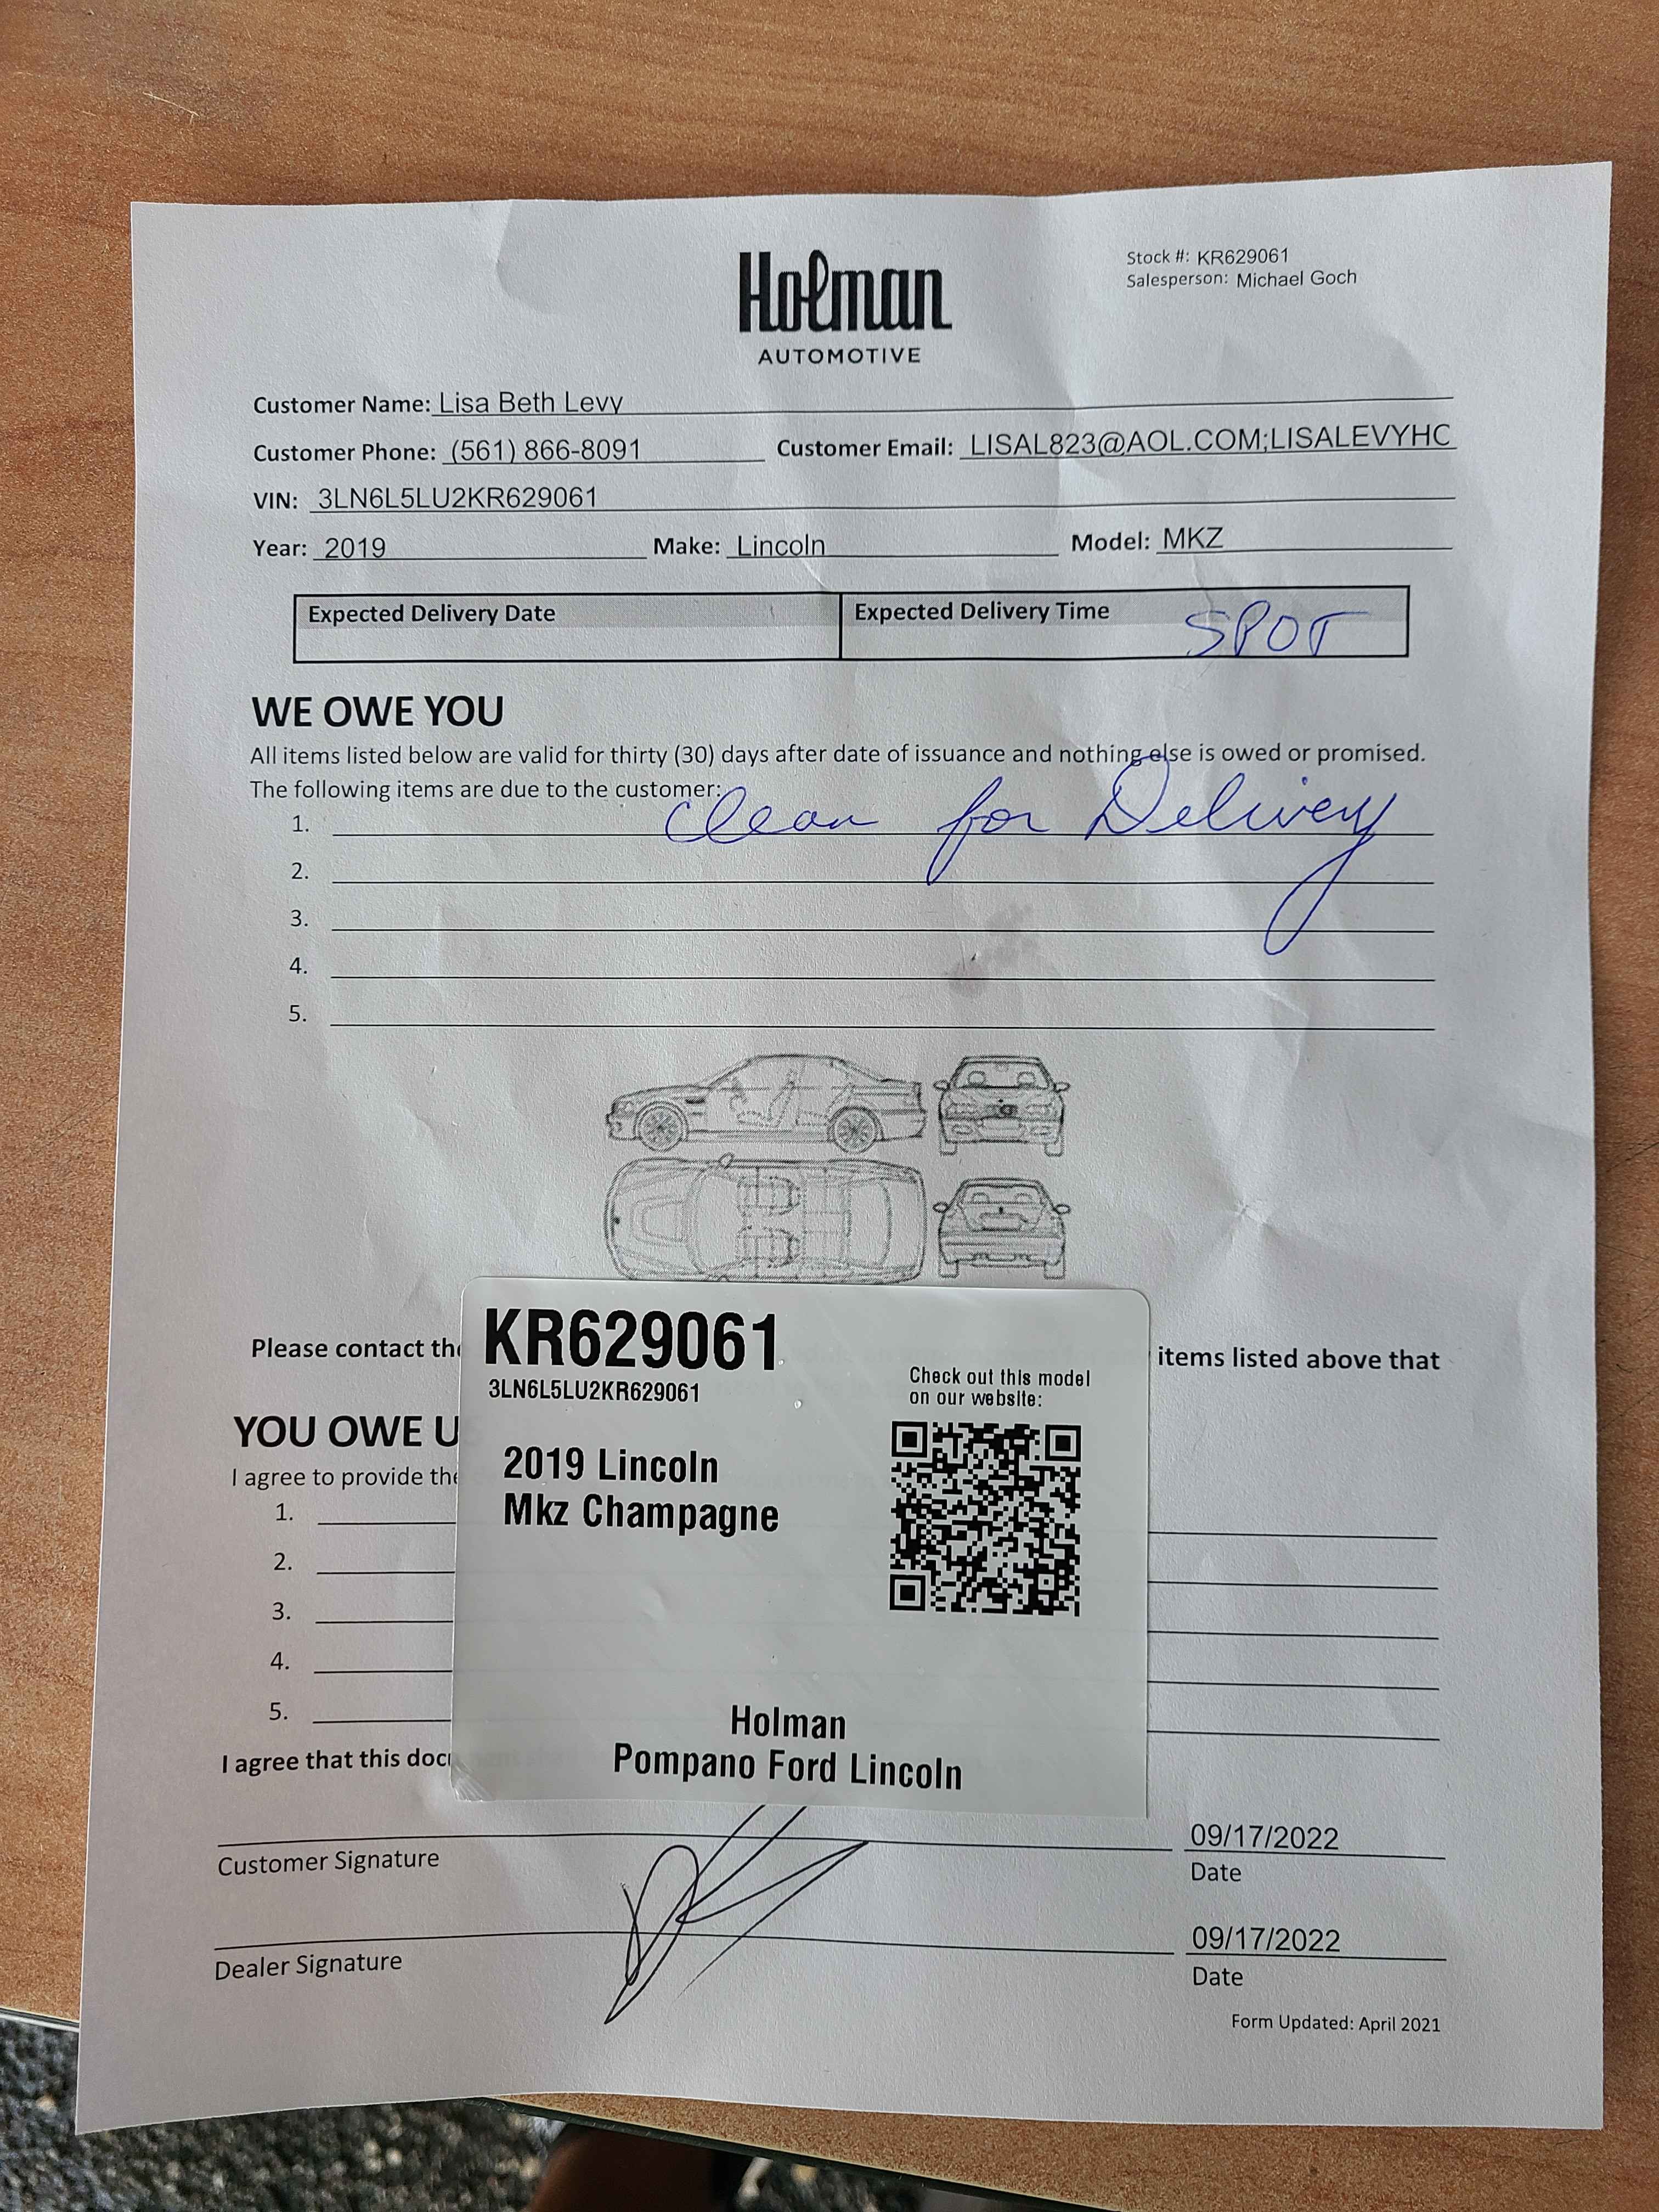 Holman
AUTOMOTIVE
Stock #: KR629061
Salesperson: Michael Goch
Customer Name: Lisa Beth Levy
Customer Phone: (561) 866-8091 Customer Email: LISAL823@AOL.COM;LISALEVYHC
VIN: 3LN6L5LU2KR629061
Year: 2019 Make: Lincoln Model: MKZ
Expected Delivery Date Expected Delivery Time SPOT
WE OWE YOU
All items listed below are valid for thirty (30) days after date of issuance and nothing else is owed or promised.
The following items are due to the customer:
1. Clean for Delivery
2.
3.
4.
5.
Please contact the items listed above that
YOU OWE U
I agree to provide the
1.
2.
3.
4.
5.
I agree that this doc
KR629061
3LN6L5LU2KR629061
Check out this model
on our website:
2019 Lincoln
Mkz Champagne
Holman
Pompano Ford Lincoln
09/17/2022
Customer Signature Date
09/17/2022
Dealer Signature Date
Form Updated: April 2021